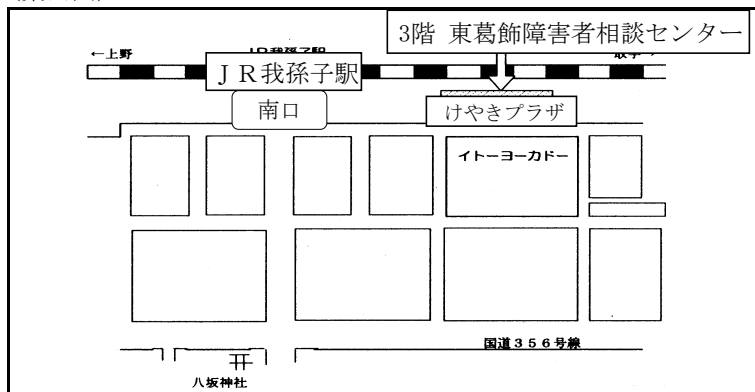 3階 東葛飾障害者相談センター
←上野
JR我孫子駅
南口
けやきプラザ
イトーヨーカドー
国道356号線
八坂神社